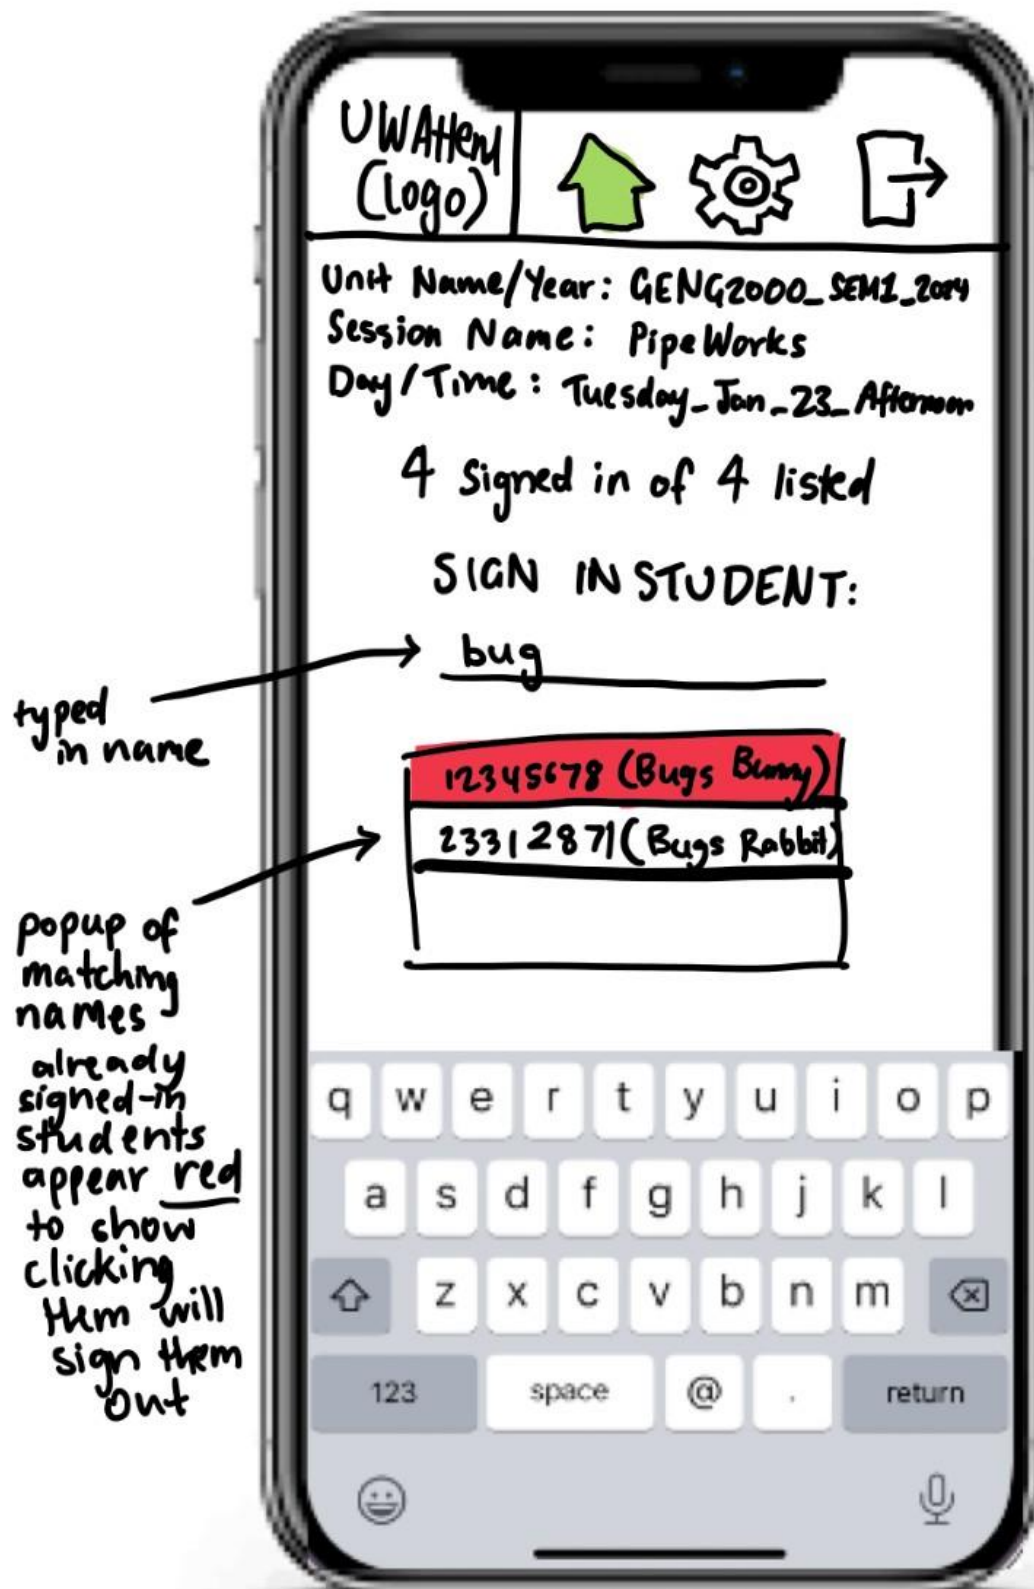 UWAttend
(logo)
Unit Name/Year: GENG2000_SEM1_2024
Session Name: PipeWorks
Day/Time: Tuesday_Jan_23_Afternoon
4 signed in of 4 listed
SIGN IN STUDENT:
bug
typed
in name
12345678 (Bugs Bunny)
23312871 (Bugs Rabbit)
popup of
matching
names
already
signed-in
students
appear red
to show
clicking
them will
sign them
out
q w e r t y u i o p
a s d f g h j k l
z x c v b n m
123 space @ . return